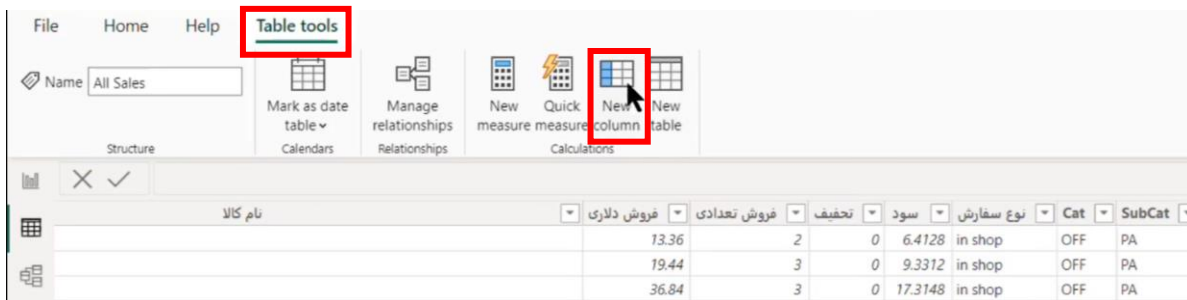 File Home Help Table tools
Name All Sales
Mark as date table
Manage relationships
New measure
Quick measure
New column
New table
Structure Calendars Relationships Calculations
نام کالا فروش دلاری فروش تعدادی تخفیف سود نوع سفارش Cat SubCat
13.36 2 0 6.4128 in shop OFF PA
19.44 3 0 9.3312 in shop OFF PA
36.84 3 0 17.3148 in shop OFF PA